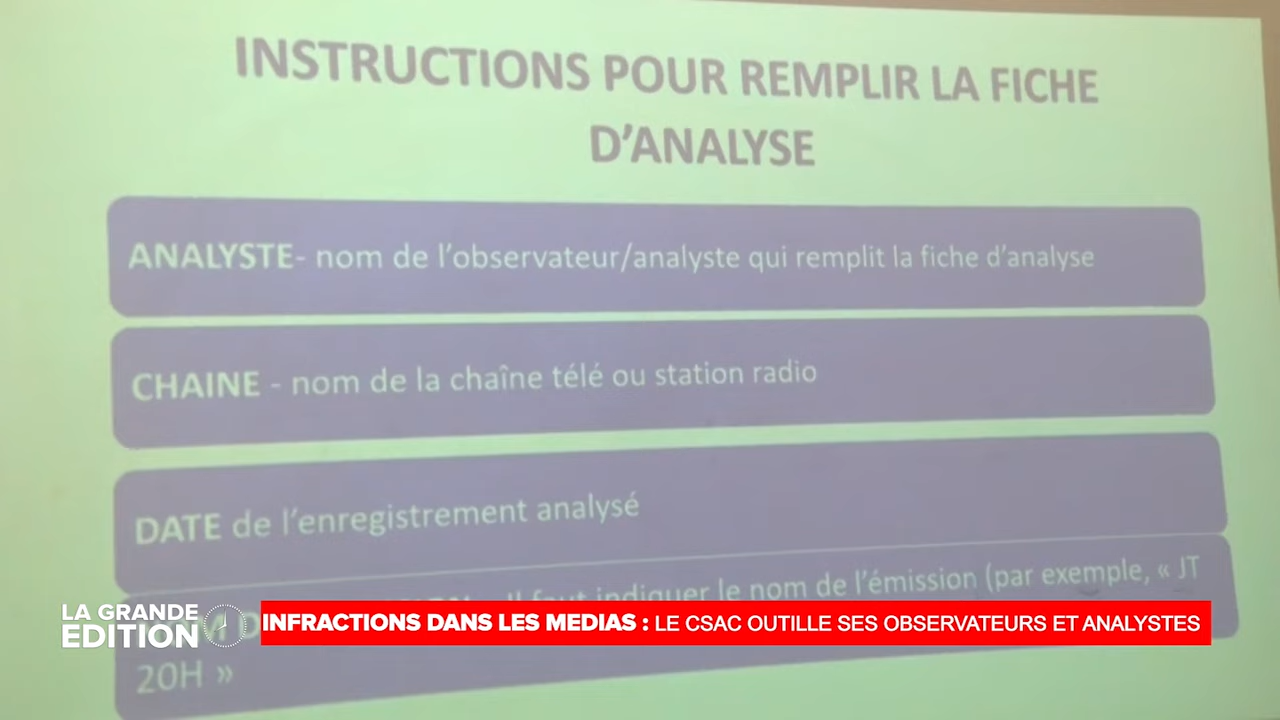 INSTRUCTIONS POUR REMPLIR LA FICHE
D'ANALYSE
ANALYSTE- nom de l'observateur/analyste qui remplit la fiche d'analyse
CHAINE - nom de la chaîne télé ou station radio
DATE de l'enregistrement analysé
Il faut indiquer le nom de l'émission (par exemple, « JT
20H »
LA GRANDE
EDITION
INFRACTIONS DANS LES MEDIAS : LE CSAC OUTILLE SES OBSERVATEURS ET ANALYSTES